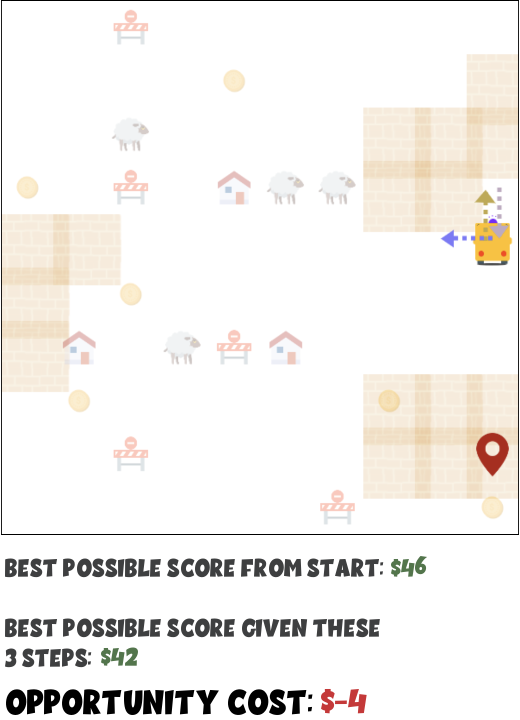 BEST POSSIBLE SCORE FROM START: $46
BEST POSSIBLE SCORE GIVEN THESE
3 STEPS: $42
OPPORTUNITY COST: $-4